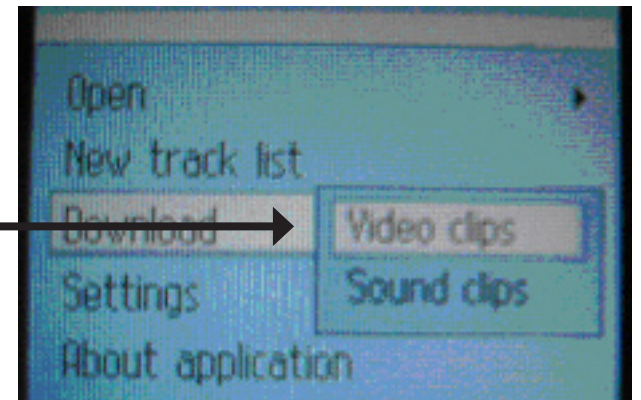 Open
New track list
Download
Video clips
Settings
Sound clips
About application